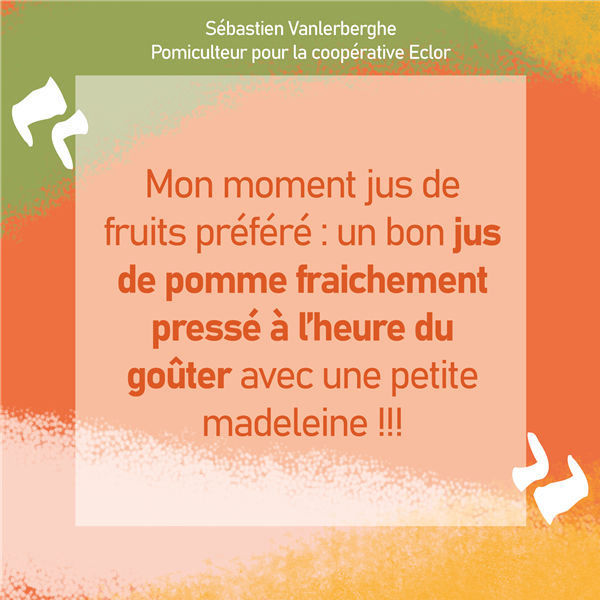 Sébastien Vanlerberghe
Pomiculteur pour la coopérative Eclor
Mon moment jus de
fruits préféré : un bon jus
de pomme fraichement
pressé à l'heure du
goûter avec une petite
madeleine !!!